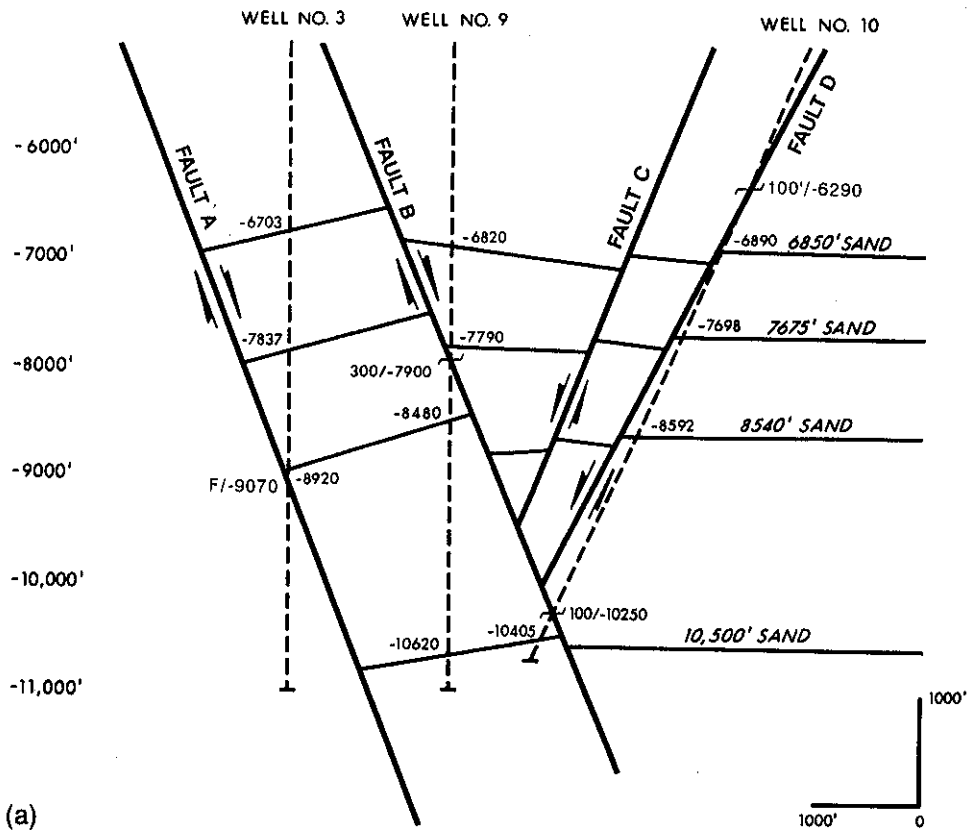 WELL NO. 3
WELL NO. 9
WELL NO. 10
FAULT A
FAULT B
FAULT C
FAULT D
-6000'
100'/-6290
-6703
-6820
-6890
6850' SAND
-7000'
-7698
7675' SAND
-7837
-7790
-8000'
300/-7900
-8480
-8592
8540' SAND
-9000'
F/-9070
-8920
-10,000'
100/-10250
-10620
-10405
10,500' SAND
-11,000'
1000'
1000'
0
(a)